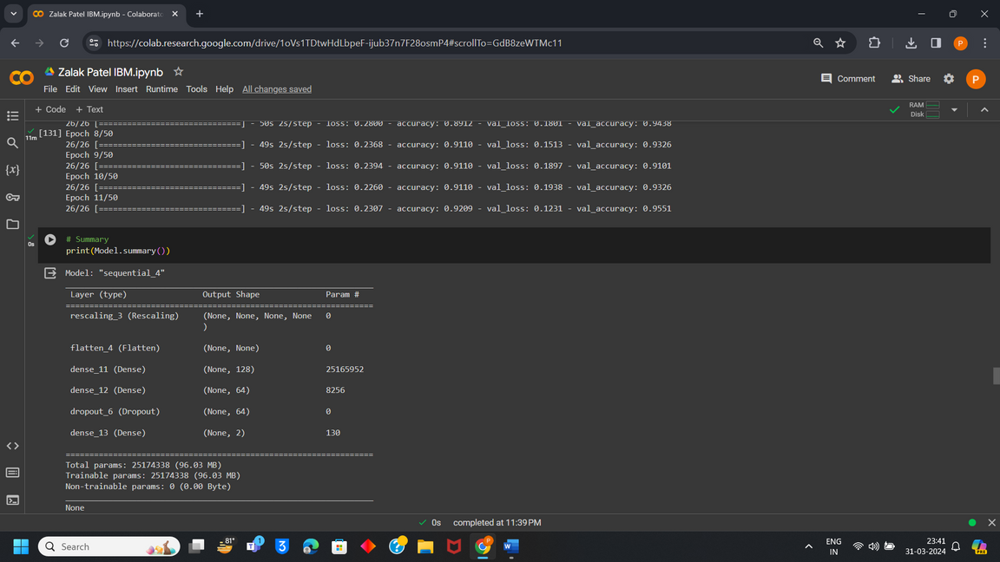 Zalak Patel IBM.ipynb - Colaborato
https://colab.research.google.com/drive/1oVs1TDtwHdLbpeF-ijub37n7F28osmP4#scrollTo=GdB8zeWTMc11
P
Zalak Patel IBM.ipynb
File Edit View Insert Runtime Tools Help All changes saved
Comment Share P
+ Code + Text
RAM
Disk
26/26 [==============================] - 50s 2s/step - loss: 0.2800 - accuracy: 0.8912 - val_loss: 0.1801 - val_accuracy: 0.9438
11m [131] Epoch 8/50
26/26 [==============================] - 49s 2s/step - loss: 0.2368 - accuracy: 0.9110 - val_loss: 0.1513 - val_accuracy: 0.9326
Epoch 9/50
26/26 [==============================] - 50s 2s/step - loss: 0.2394 - accuracy: 0.9110 - val_loss: 0.1897 - val_accuracy: 0.9101
Epoch 10/50
26/26 [==============================] - 49s 2s/step - loss: 0.2260 - accuracy: 0.9110 - val_loss: 0.1938 - val_accuracy: 0.9326
Epoch 11/50
26/26 [==============================] - 49s 2s/step - loss: 0.2307 - accuracy: 0.9209 - val_loss: 0.1231 - val_accuracy: 0.9551
0s
# Summary
print(Model.summary())
Model: "sequential_4"
Layer (type) Output Shape Param #
=================================================================
rescaling_3 (Rescaling) (None, None, None, None 0
)
flatten_4 (Flatten) (None, None) 0
dense_11 (Dense) (None, 128) 25165952
dense_12 (Dense) (None, 64) 8256
dropout_6 (Dropout) (None, 64) 0
dense_13 (Dense) (None, 2) 130
=================================================================
Total params: 25174338 (96.03 MB)
Trainable params: 25174338 (96.03 MB)
Non-trainable params: 0 (0.00 Byte)
None
0s completed at 11:39 PM
Search
81°
1
ENG
IN
23:41
31-03-2024
PRE